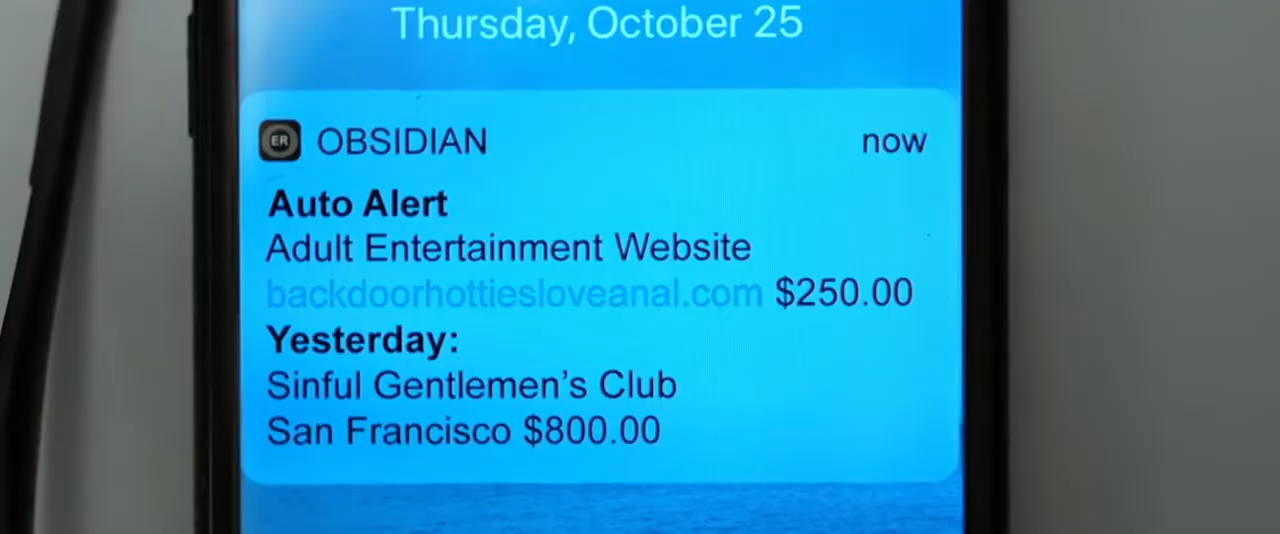 Thursday, October 25
ER OBSIDIAN now
Auto Alert
Adult Entertainment Website
backdoorhottiesloveanal.com $250.00
Yesterday:
Sinful Gentlemen’s Club
San Francisco $800.00